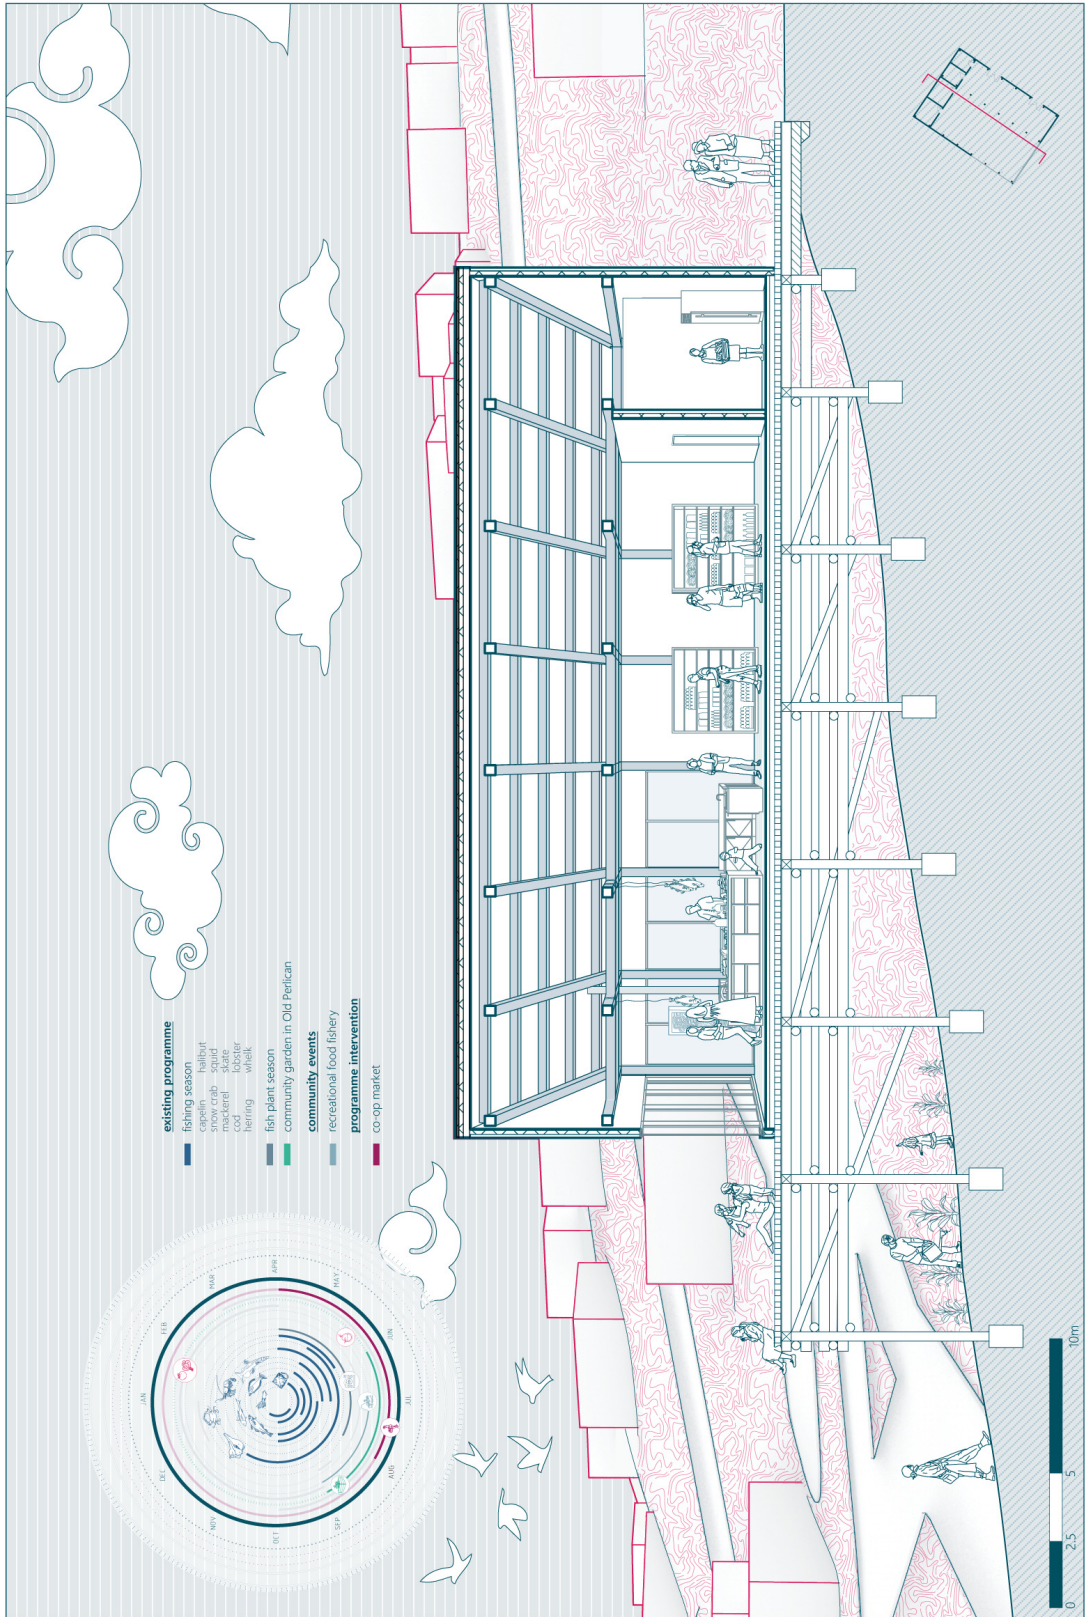 existing programme
fishing season
capelin halibut
snow crab squid
mackerel skate
cod lobster
herring whelk
fish plant season
community garden in Old Perlican
community events
recreational food fishery
programme intervention
co-op market
JAN
FEB
MAR
APR
MAY
JUN
JUL
AUG
SEP
OCT
NOV
DEC
0 2.5 5 10m